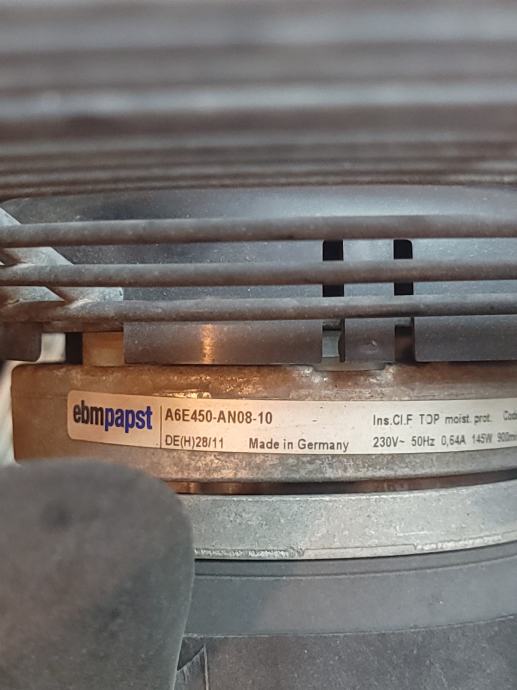 ebmpapst
A6E450-AN08-10
Ins.Cl.F TOP moist. prot.
DE(H)28/11 Made in Germany
230V~ 50Hz 0,64A 145W